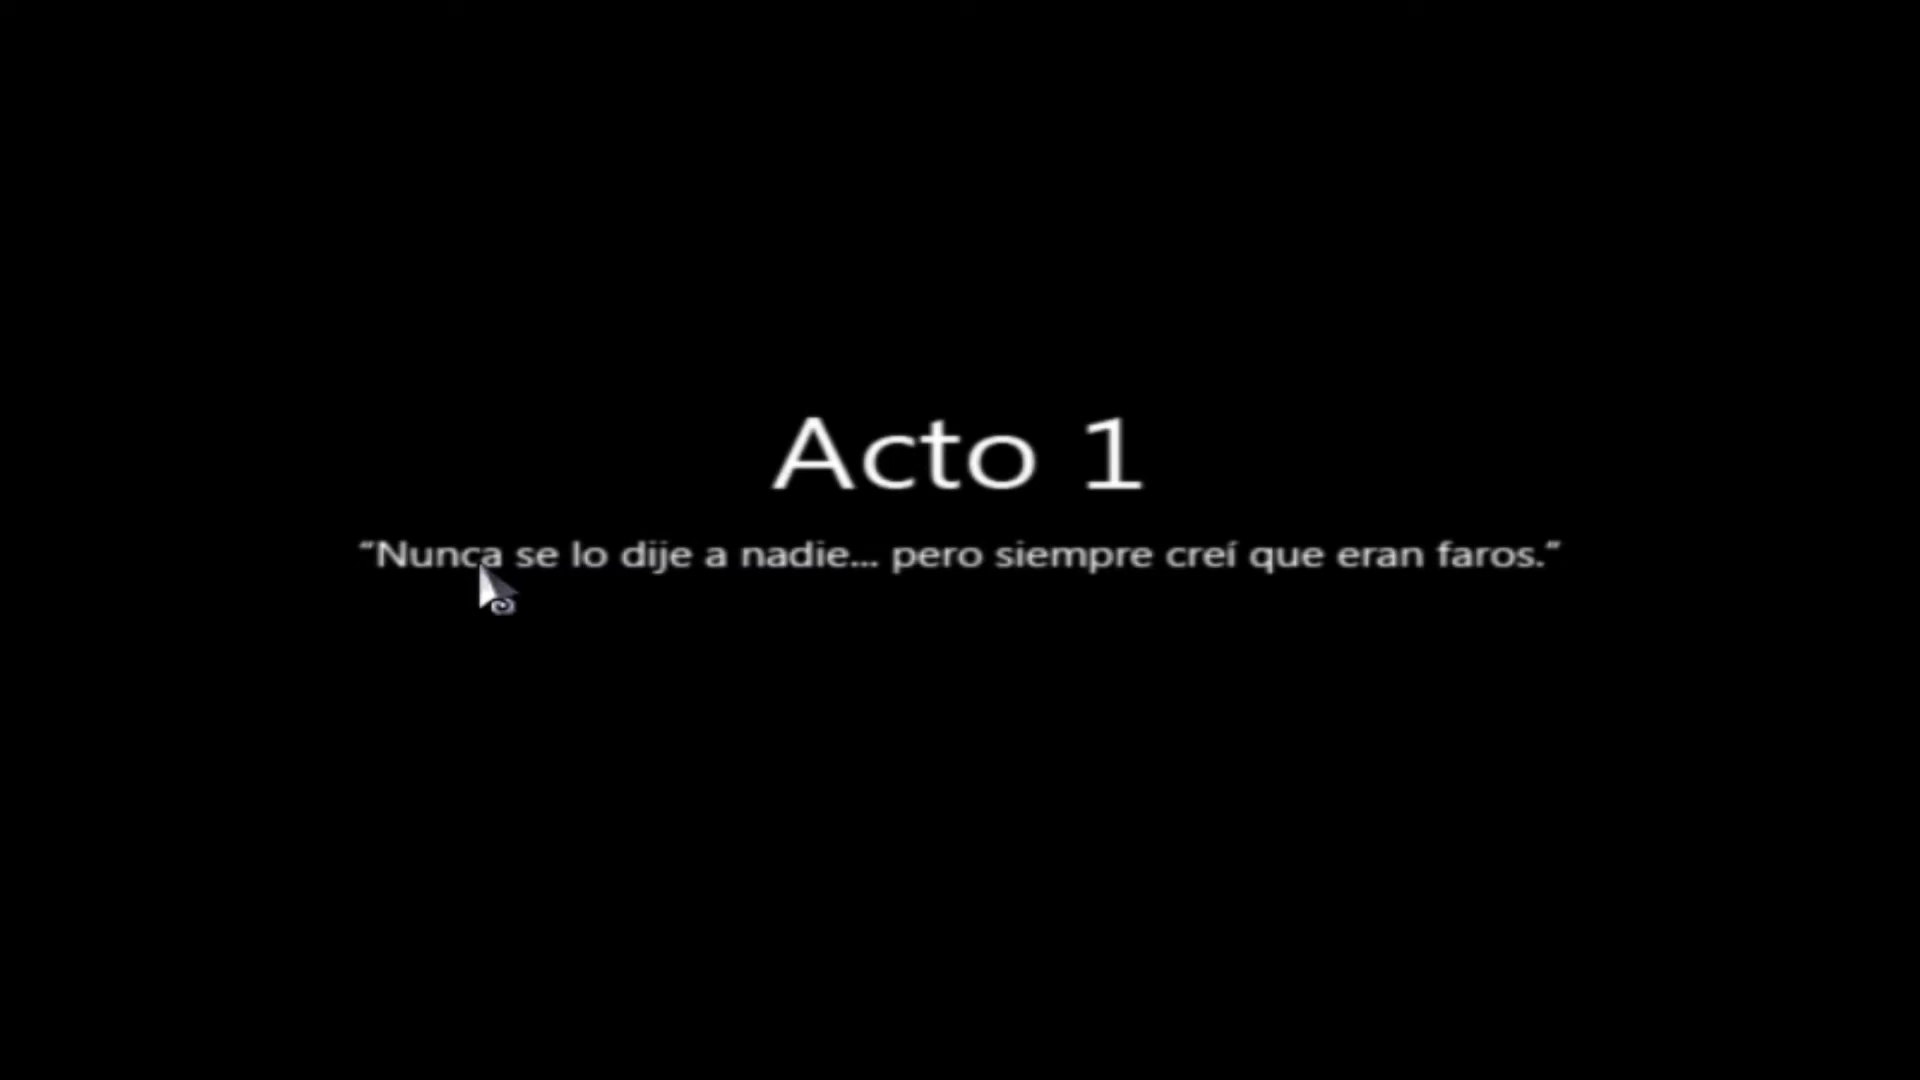 Acto 1
“Nunca se lo dije a nadie... pero siempre creí que eran faros.”